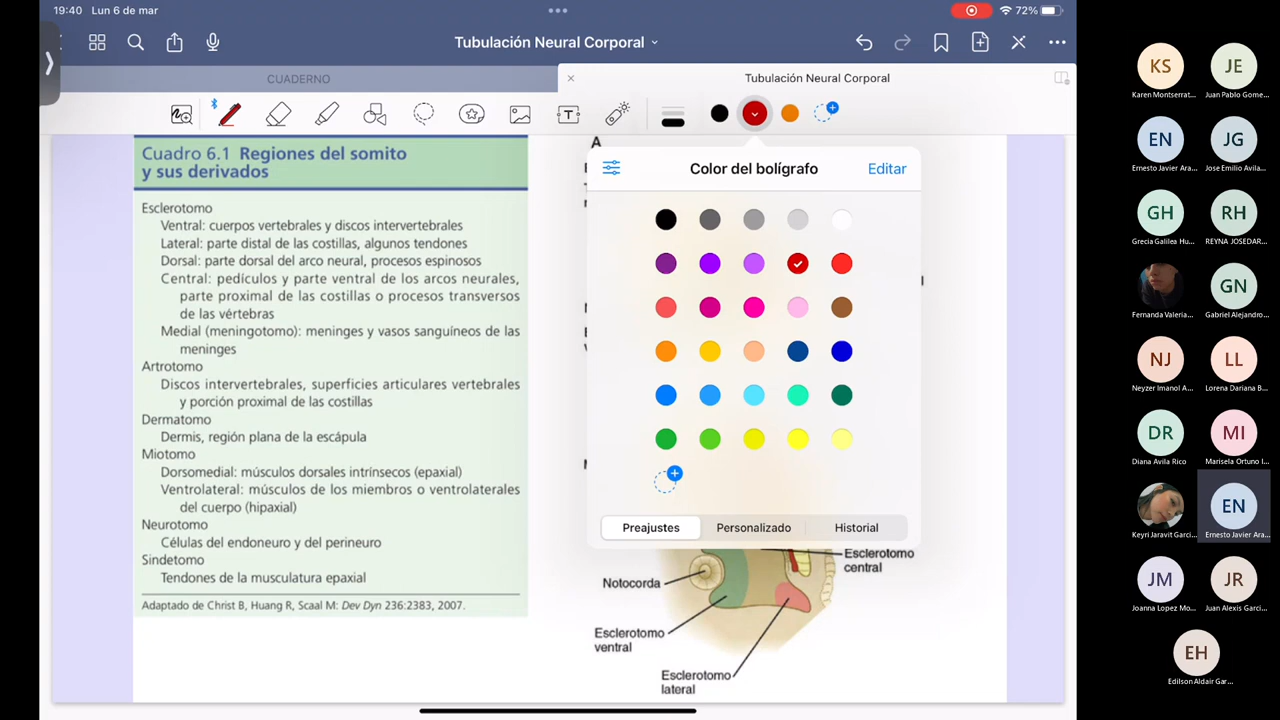 19:40 Lun 6 de mar
72%
Tubulación Neural Corporal
CUADERNO
Tubulación Neural Corporal
Cuadro 6.1 Regiones del somito
y sus derivados
Esclerotomo
Ventral: cuerpos vertebrales y discos intervertebrales
Lateral: parte distal de las costillas, algunos tendones
Dorsal: parte dorsal del arco neural, procesos espinosos
Central: pedículos y parte ventral de los arcos neurales,
parte proximal de las costillas o procesos transversos
de las vértebras
Medial (meningotomo): meninges y vasos sanguíneos de las
meninges
Artrotomo
Discos intervertebrales, superficies articulares vertebrales
y porción proximal de las costillas
Dermatomo
Dermis, región plana de la escápula
Miotomo
Dorsomedial: músculos dorsales intrínsecos (epaxial)
Ventrolateral: músculos de los miembros o ventrolaterales
del cuerpo (hipaxial)
Neurotomo
Células del endoneuro y del perineuro
Sindetomo
Tendones de la musculatura epaxial
Adaptado de Christ B, Huang R, Scaal M: Dev Dyn 236:2383, 2007.
A
Color del bolígrafo
Editar
Preajustes
Personalizado
Historial
Esclerotomo
central
Notocorda
Esclerotomo
ventral
Esclerotomo
lateral
KS
Karen Montserrat...
JE
Juan Pablo Gome...
EN
Ernesto Javier Ara...
JG
Jose Emilio Avila...
GH
Grecia Galilea Hu...
RH
REYNA JOSEDAR...
Fernanda Valeria...
GN
Gabriel Alejandro...
NJ
Neyzer Imanol A...
LL
Lorena Dariana B...
DR
Diana Avila Rico
MI
Marisela Ortuno I...
Keyri Jaravit Garci...
EN
Ernesto Javier Ara...
JM
Joanna Lopez Mo...
JR
Juan Alexis Garci...
EH
Edilson Aldair Gar...